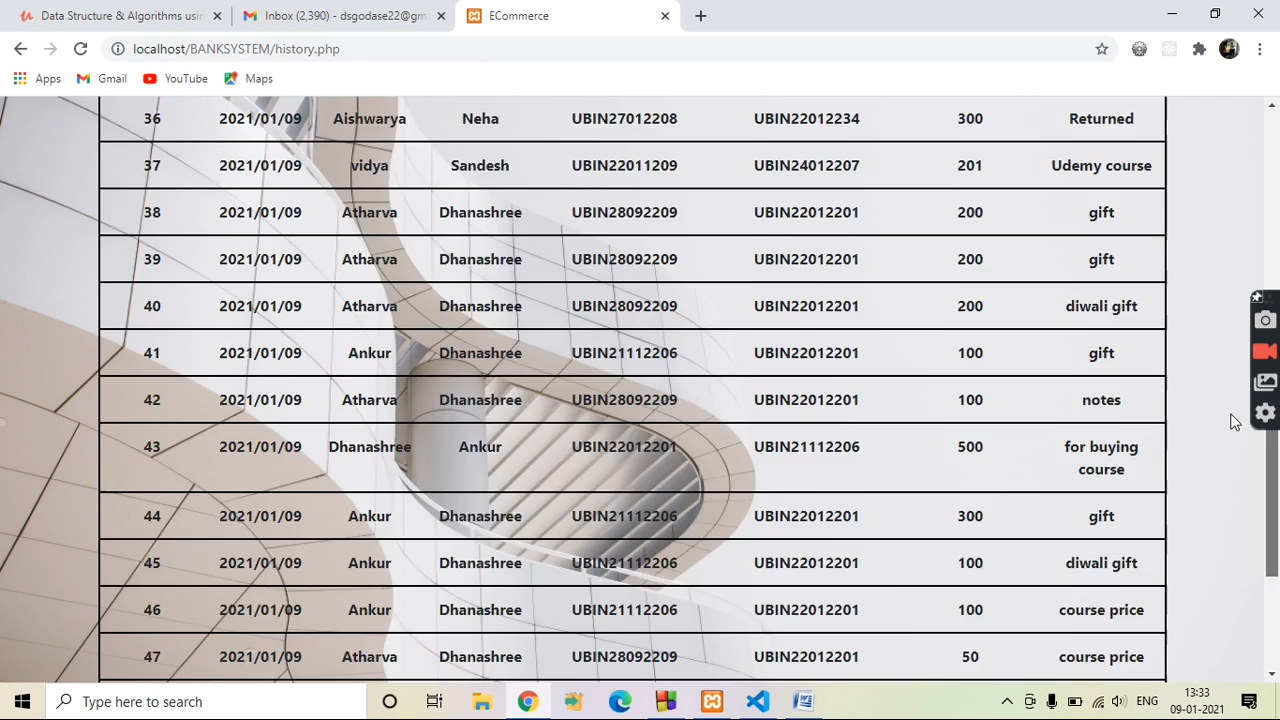 Data Structure & Algorithms usin
Inbox (2,390) - dsgodase22@gm
ECommerce
localhost/BANKSYSTEM/history.php
Apps Gmail YouTube Maps
36 2021/01/09 Aishwarya Neha UBIN27012208 UBIN22012234 300 Returned
37 2021/01/09 vidya Sandesh UBIN22011209 UBIN24012207 201 Udemy course
38 2021/01/09 Atharva Dhanashree UBIN28092209 UBIN22012201 200 gift
39 2021/01/09 Atharva Dhanashree UBIN28092209 UBIN22012201 200 gift
40 2021/01/09 Atharva Dhanashree UBIN28092209 UBIN22012201 200 diwali gift
41 2021/01/09 Ankur Dhanashree UBIN21112206 UBIN22012201 100 gift
42 2021/01/09 Atharva Dhanashree UBIN28092209 UBIN22012201 100 notes
43 2021/01/09 Dhanashree Ankur UBIN22012201 UBIN21112206 500 for buying
course
44 2021/01/09 Ankur Dhanashree UBIN21112206 UBIN22012201 300 gift
45 2021/01/09 Ankur Dhanashree UBIN21112206 UBIN22012201 100 diwali gift
46 2021/01/09 Ankur Dhanashree UBIN21112206 UBIN22012201 100 course price
47 2021/01/09 Atharva Dhanashree UBIN28092209 UBIN22012201 50 course price
Type here to search
ENG
13:33
09-01-2021